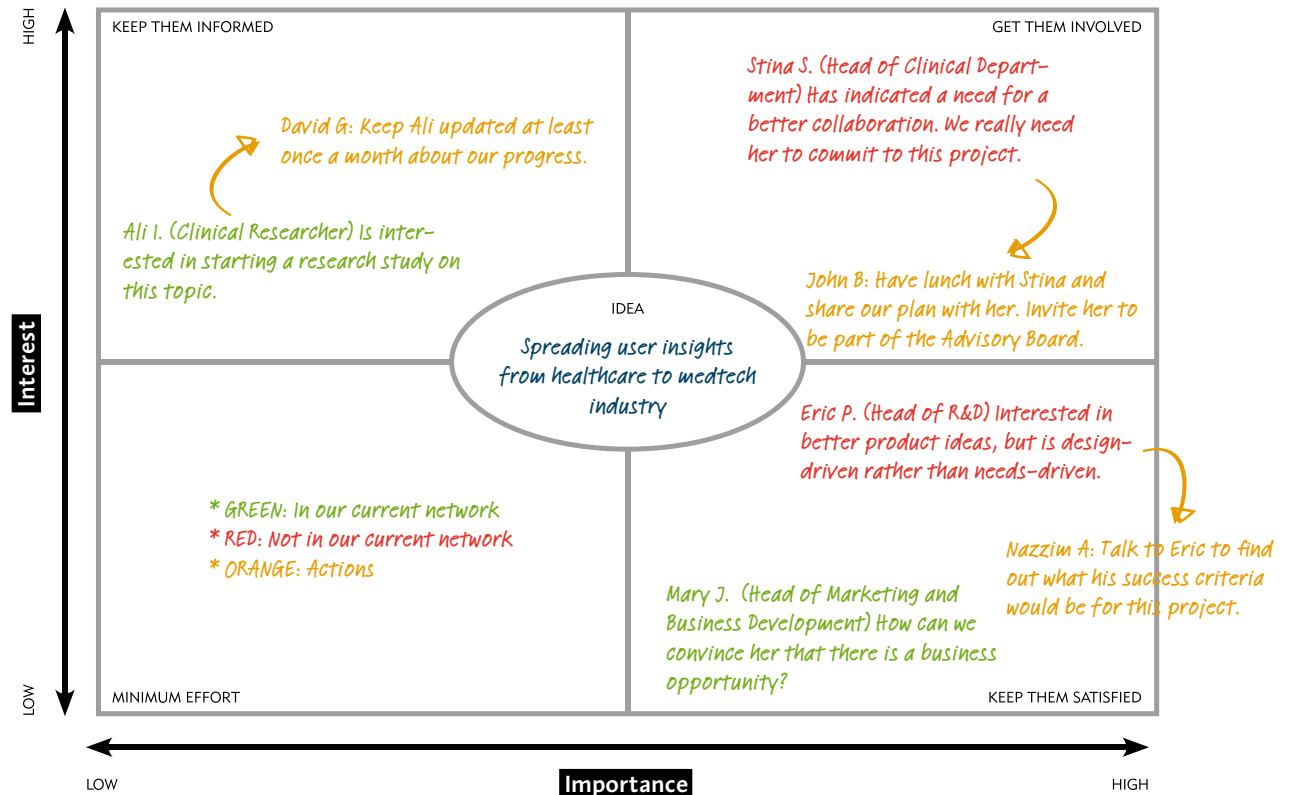 HIGH
KEEP THEM INFORMED
GET THEM INVOLVED
David G: Keep Ali updated at least
once a month about our progress.
Ali I. (Clinical Researcher) Is inter-
ested in starting a research study on
this topic.
Stina S. (Head of Clinical Depart-
ment) Has indicated a need for a
better collaboration. We really need
her to commit to this project.
John B: Have lunch with Stina and
share our plan with her. Invite her to
be part of the Advisory Board.
IDEA
Spreading user insights
from healthcare to medtech
industry
Interest
Eric P. (Head of R&D) Interested in
better product ideas, but is design-
driven rather than needs-driven.
Nazzim A: Talk to Eric to find
out what his success criteria
would be for this project.
* GREEN: In our current network
* RED: Not in our current network
* ORANGE: Actions
Mary J. (Head of Marketing and
Business Development) How can we
convince her that there is a business
opportunity?
MINIMUM EFFORT
KEEP THEM SATISFIED
LOW
LOW
Importance
HIGH